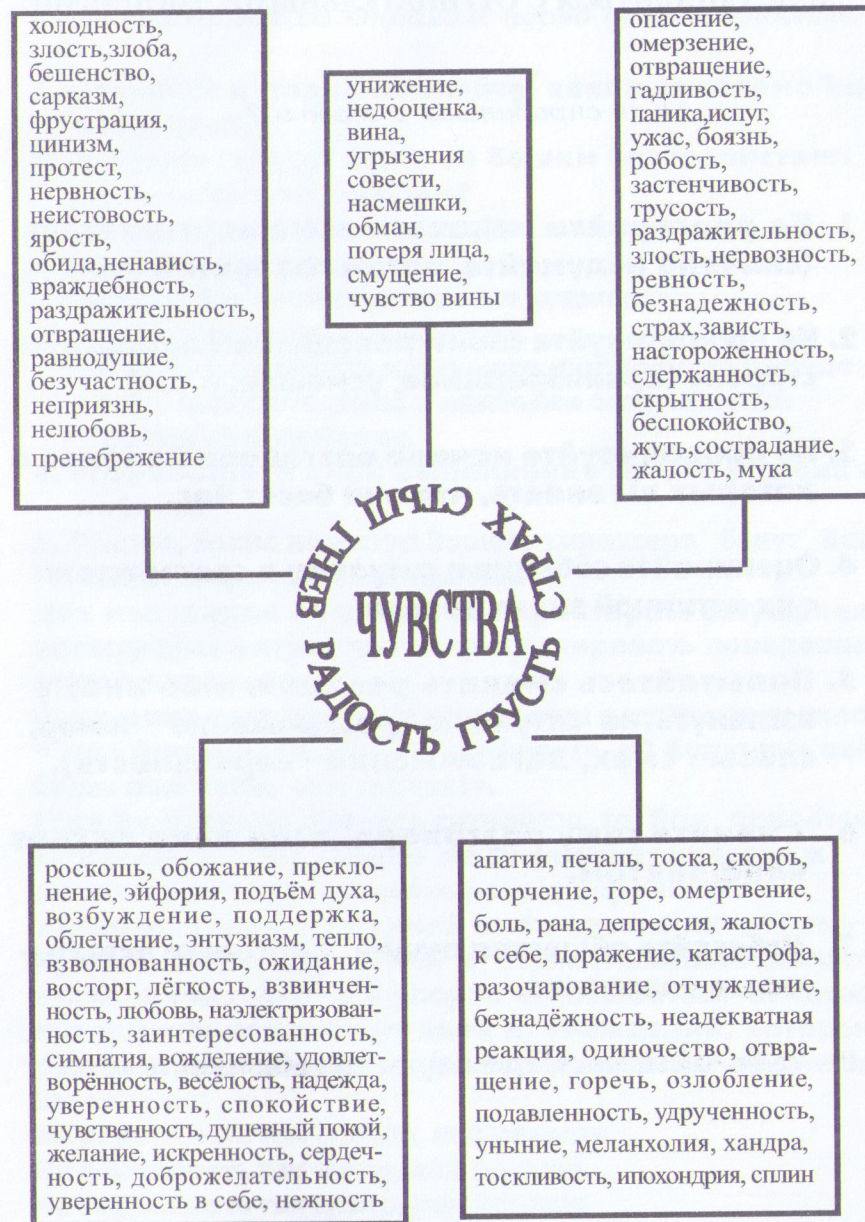 холодность,
злость,злоба,
бешенство,
сарказм,
фрустрация,
цинизм,
протест,
нервность,
неистовость,
ярость,
обида,ненависть,
враждебность,
раздражительность,
отвращение,
равнодушие,
безучастность,
неприязнь,
нелюбовь,
пренебрежение
унижение,
недооценка,
вина,
угрызения
совести,
насмешки,
обман,
потеря лица,
смущение,
чувство вины
опасение,
омерзение,
отвращение,
гадливость,
паника,испуг,
ужас, боязнь,
робость,
застенчивость,
трусость,
раздражительность,
злость,нервозность,
ревность,
безнадежность,
страх,зависть,
настороженность,
сдержанность,
скрытность,
беспокойство,
жуть,сострадание,
жалость, мука
ГНЕВ СТЫД СТРАХ
ЧУВСТВА
РАДОСТЬ ГРУСТЬ
роскошь, обожание, прекло-
нение, эйфория, подъём духа,
возбуждение, поддержка,
облегчение, энтузиазм, тепло,
взволнованность, ожидание,
восторг, лёгкость, взвинчен-
ность, любовь, наэлектризован-
ность, заинтересованность,
симпатия, вожделение, удовлет-
ворённость, весёлость, надежда,
уверенность, спокойствие,
чувственность, душевный покой,
желание, искренность, сердеч-
ность, доброжелательность,
уверенность в себе, нежность
апатия, печаль, тоска, скорбь,
огорчение, горе, омертвение,
боль, рана, депрессия, жалость
к себе, поражение, катастрофа,
разочарование, отчуждение,
безнадёжность, неадекватная
реакция, одиночество, отвра-
щение, горечь, озлобление,
подавленность, удрученность,
уныние, меланхолия, хандра,
тоскливость, ипохондрия, сплин